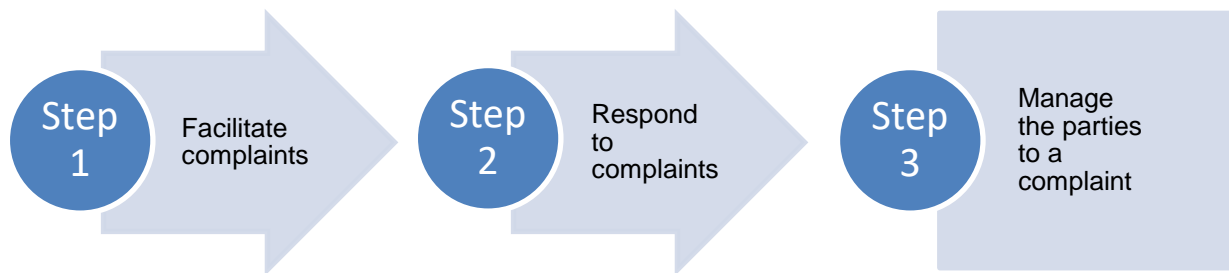 Step
1
Facilitate
complaints
Step
2
Respond
to
complaints
Step
3
Manage
the parties
to a
complaint